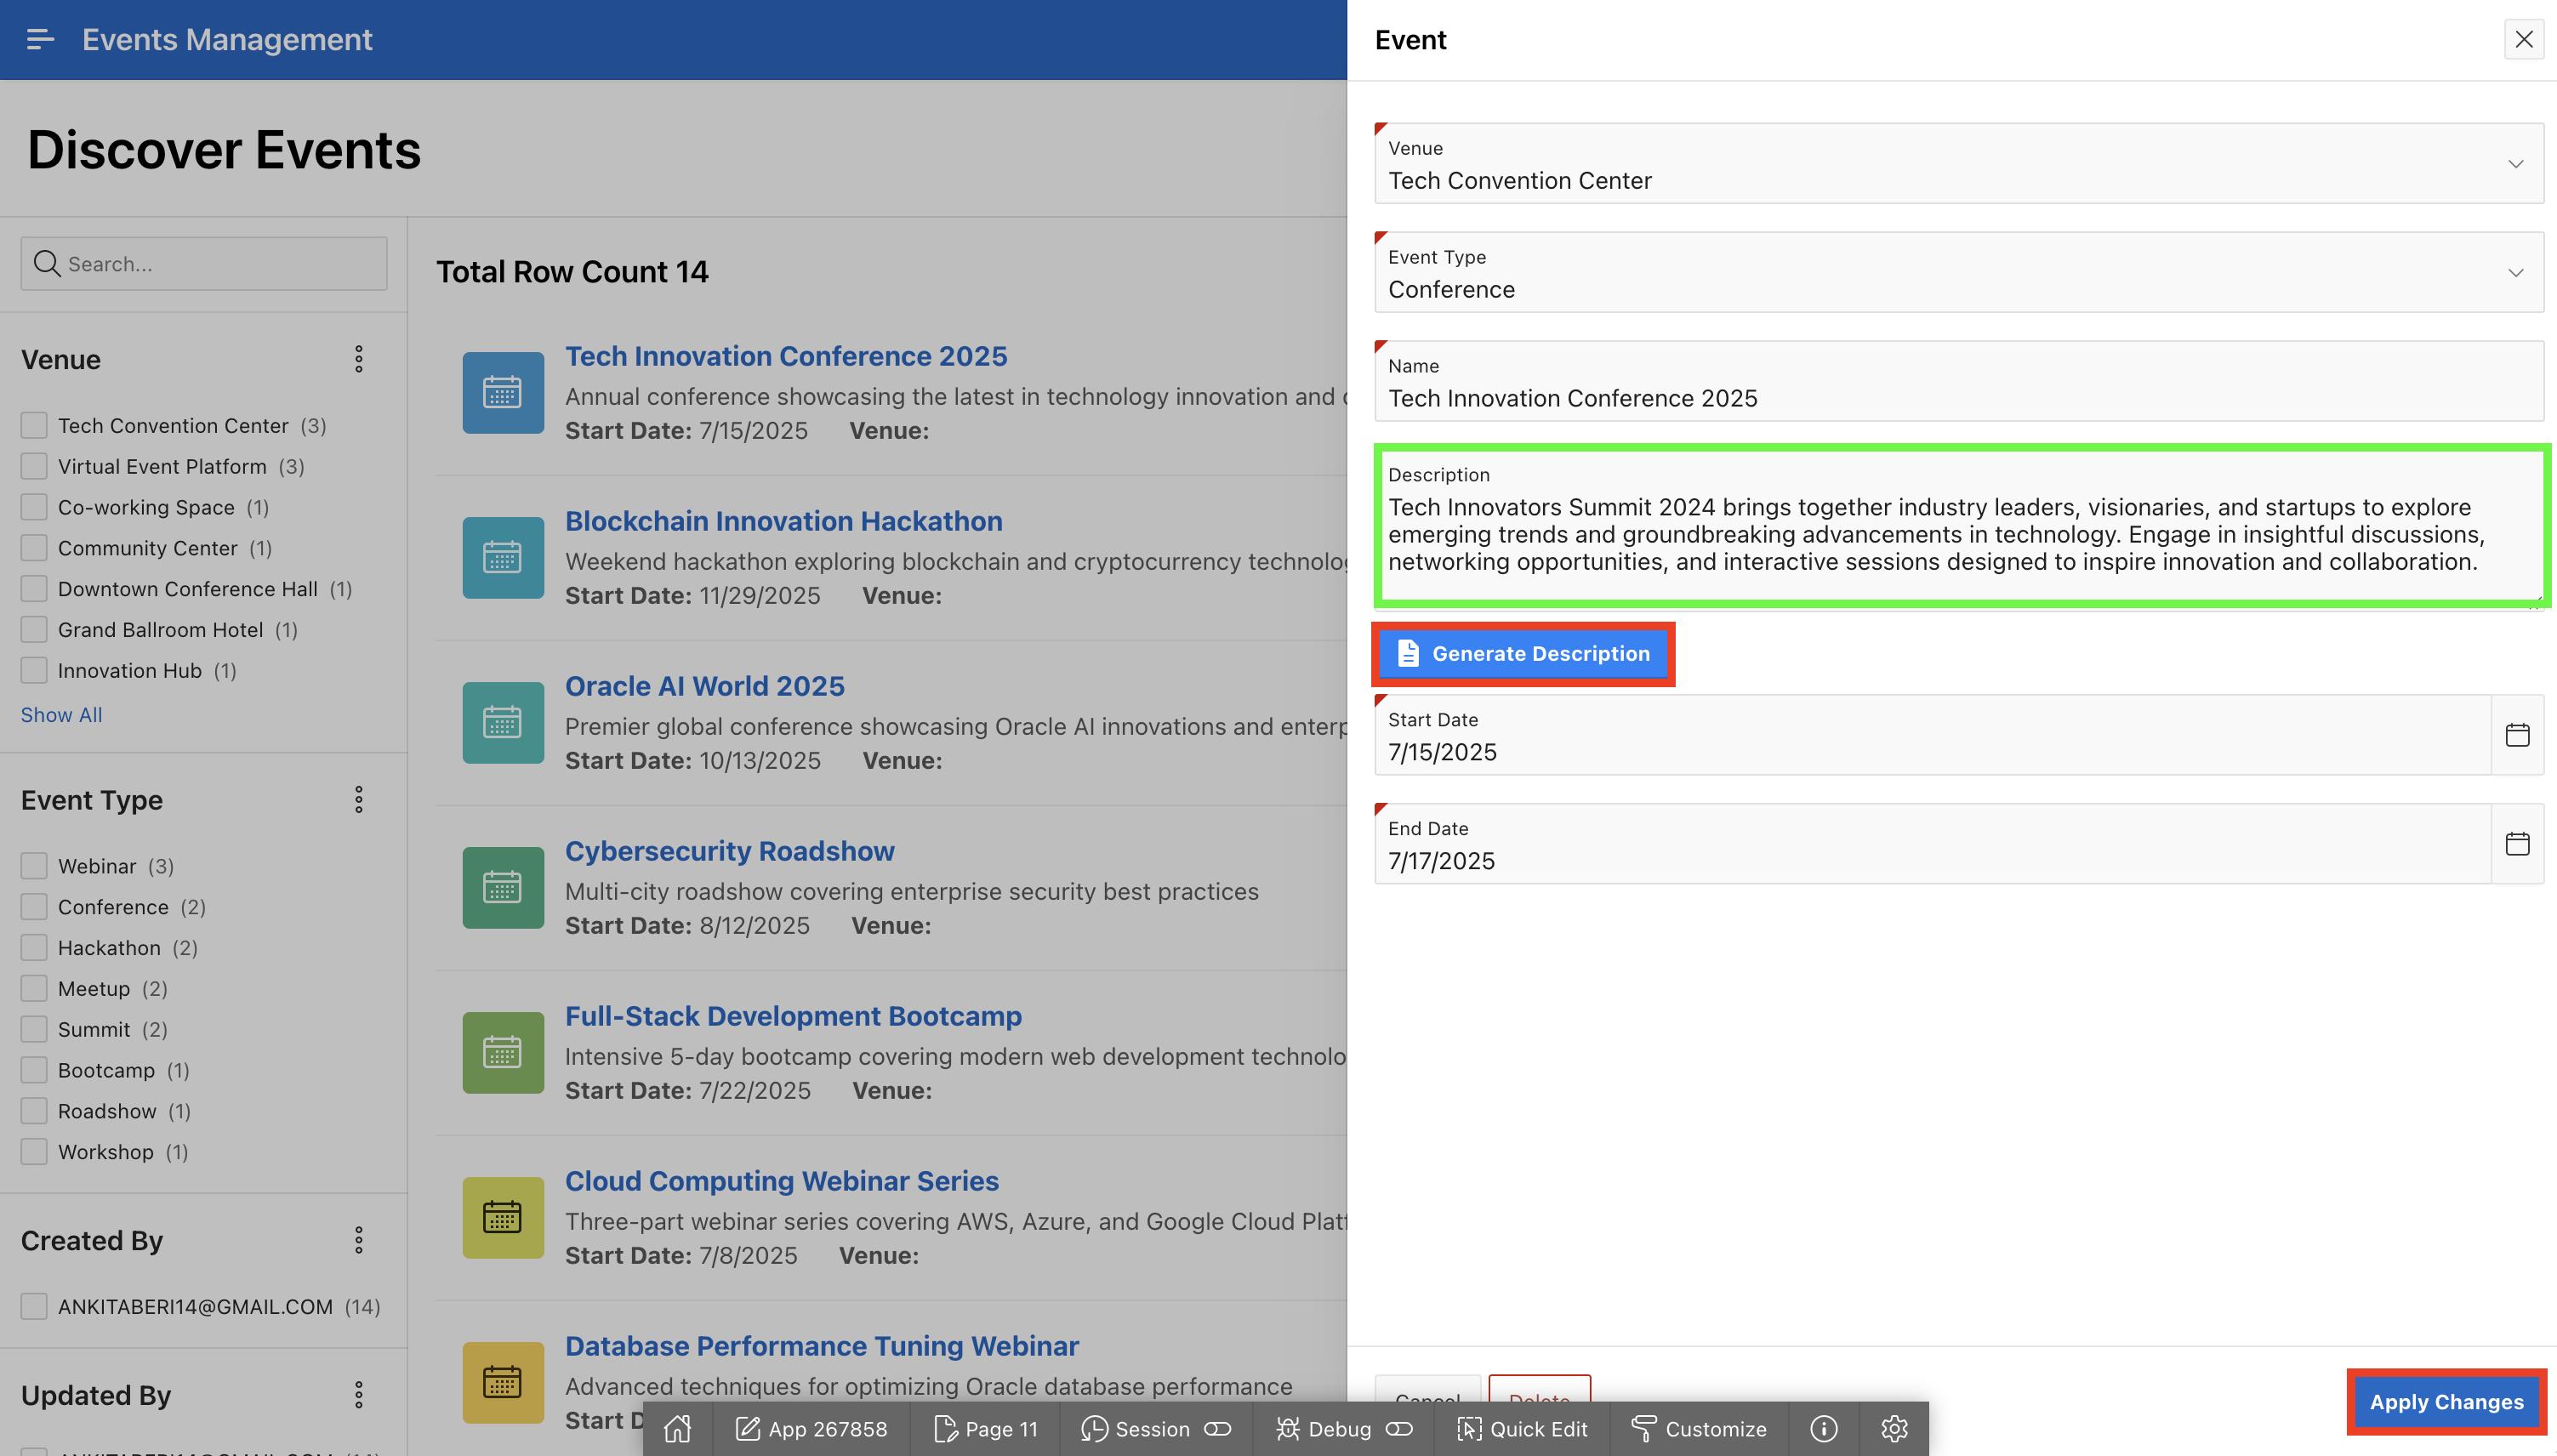 Events Management
Discover Events
Search...
Venue
Tech Convention Center (3)
Virtual Event Platform (3)
Co-working Space (1)
Community Center (1)
Downtown Conference Hall (1)
Grand Ballroom Hotel (1)
Innovation Hub (1)
Show All
Event Type
Webinar (3)
Conference (2)
Hackathon (2)
Meetup (2)
Summit (2)
Bootcamp (1)
Roadshow (1)
Workshop (1)
Created By
ANKITABERI14@GMAIL.COM (14)
Updated By
Total Row Count 14
Tech Innovation Conference 2025
Annual conference showcasing the latest in technology innovation and
Start Date: 7/15/2025 Venue:
Blockchain Innovation Hackathon
Weekend hackathon exploring blockchain and cryptocurrency
Start Date: 11/29/2025 Venue:
Oracle AI World 2025
Premier global conference showcasing Oracle AI innovations and
Start Date: 10/13/2025 Venue:
Cybersecurity Roadshow
Multi-city roadshow covering enterprise security best practices
Start Date: 8/12/2025 Venue:
Full-Stack Development Bootcamp
Intensive 5-day bootcamp covering modern web development
Start Date: 7/22/2025 Venue:
Cloud Computing Webinar Series
Three-part webinar series covering AWS, Azure, and Google Cloud
Start Date: 7/8/2025 Venue:
Database Performance Tuning Webinar
Advanced techniques for optimizing Oracle database performance
Start
Event
Venue
Tech Convention Center
Event Type
Conference
Name
Tech Innovation Conference 2025
Description
Tech Innovators Summit 2024 brings together industry leaders, visionaries, and startups to explore
emerging trends and groundbreaking advancements in technology. Engage in insightful discussions,
networking opportunities, and interactive sessions designed to inspire innovation and collaboration.
Generate Description
Start Date
7/15/2025
End Date
7/17/2025
Cancel Delete
Apply Changes
App 267858 Page 11 Session Debug Quick Edit Customize